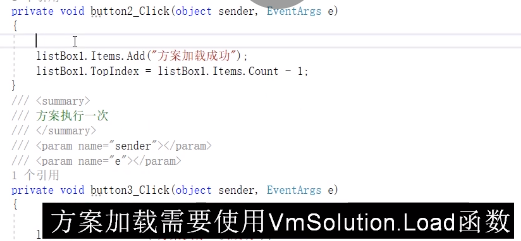 private void button2_Click(object sender, EventArgs e)
{
listBox1.Items.Add("方案加载成功");
listBox1.TopIndex = listBox1.Items.Count - 1;
}
/// <summary>
/// 方案执行一次
/// </summary>
/// <param name="sender"></param>
/// <param name="e"></param>
1 个引用
private void button3_Click(object sender, EventArgs e)
{
方案加载需要使用VmSolution.Load函数